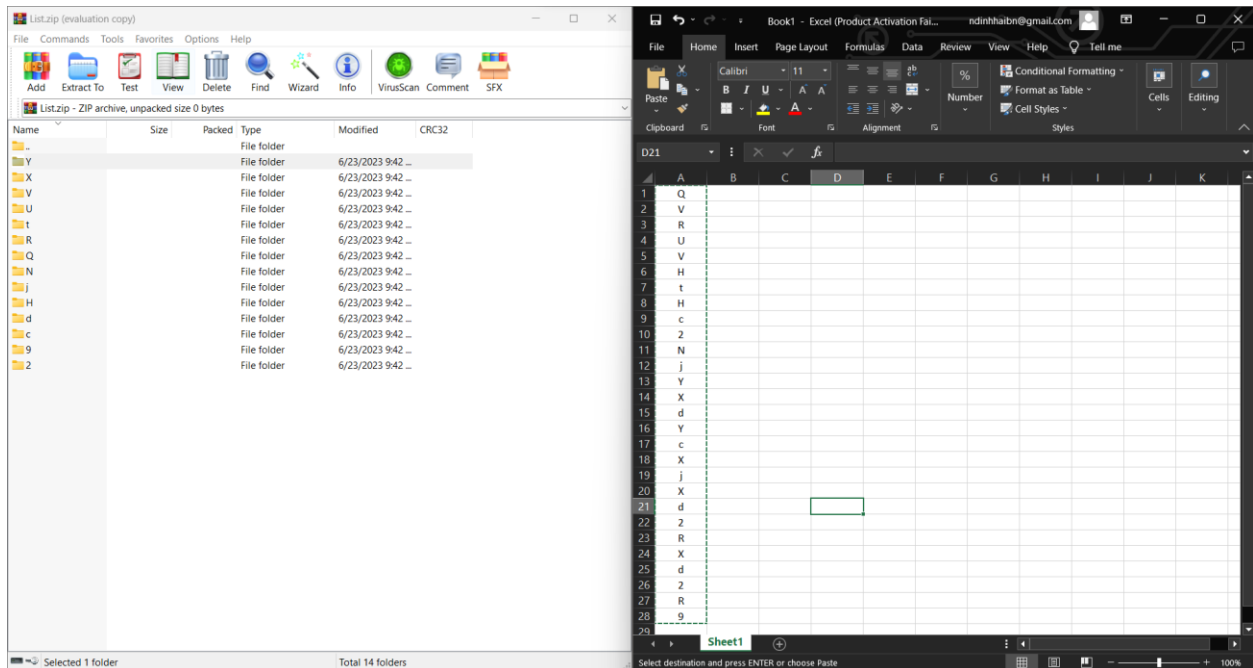 List.zip (evaluation copy)
File Commands Tools Favorites Options Help
Add Extract To Test View Delete Find Wizard Info VirusScan Comment SFX
List.zip - ZIP archive, unpacked size 0 bytes
Name Size Packed Type Modified CRC32
.. File folder
Y File folder 6/23/2023 9:42 ...
X File folder 6/23/2023 9:42 ...
V File folder 6/23/2023 9:42 ...
U File folder 6/23/2023 9:42 ...
t File folder 6/23/2023 9:42 ...
R File folder 6/23/2023 9:42 ...
Q File folder 6/23/2023 9:42 ...
N File folder 6/23/2023 9:42 ...
j File folder 6/23/2023 9:42 ...
H File folder 6/23/2023 9:42 ...
d File folder 6/23/2023 9:42 ...
c File folder 6/23/2023 9:42 ...
9 File folder 6/23/2023 9:42 ...
2 File folder 6/23/2023 9:42 ...
Selected 1 folder Total 14 folders
Book1 - Excel (Product Activation Fai... ndinhhaibn@gmail.com
File Home Insert Page Layout Formulas Data Review View Help Tell me
Paste
Calibri 11
B I U A A
A
ab
c
%
Number
Conditional Formatting
Format as Table
Cell Styles
Cells
Editing
Clipboard Font Alignment Styles
D21 fx
A B C D E F G H I J K
1 Q
2 V
3 R
4 U
5 V
6 H
7 t
8 H
9 c
10 2
11 N
12 j
13 Y
14 X
15 d
16 Y
17 c
18 X
19 j
20 X
21 d
22 2
23 R
24 X
25 d
26 2
27 R
28 9
29
Sheet1
Select destination and press ENTER or choose Paste 100%